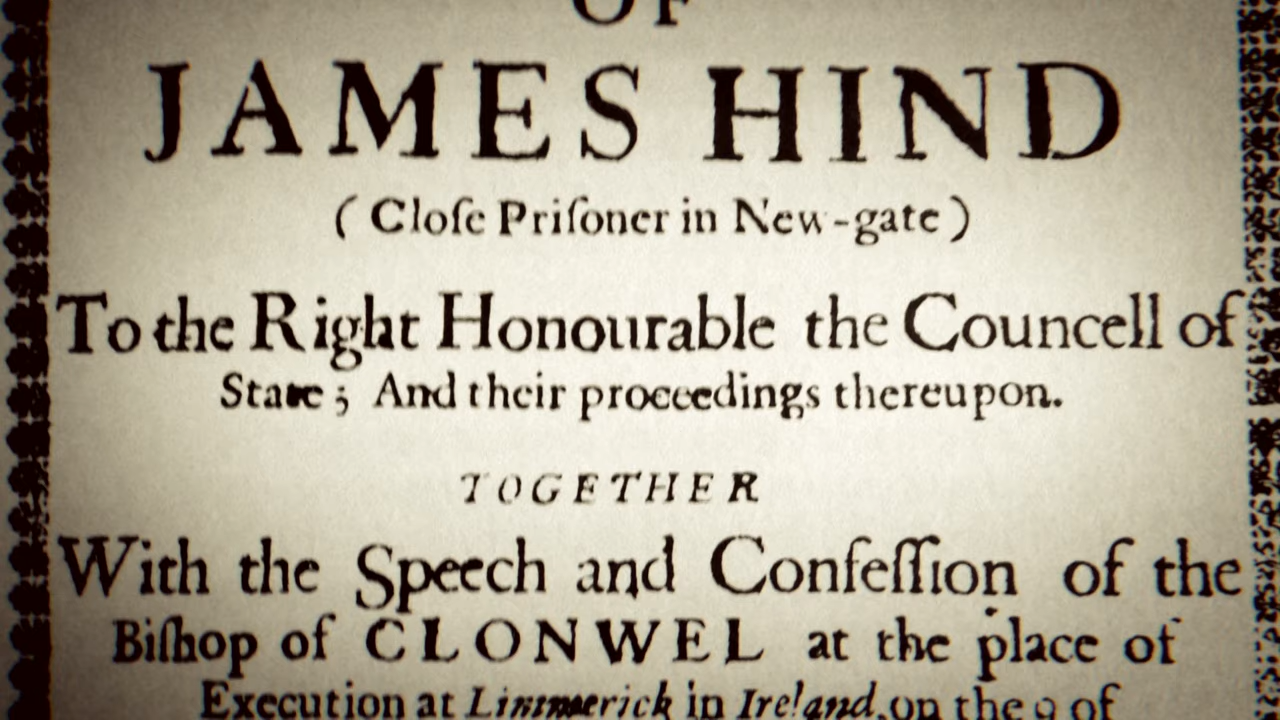 OF
JAMES HIND
( Cloſe Priſoner in New-gate )
To the Right Honourable the Councell of
State ; And their proceedings thereupon.
TOGETHER
With the Speech and Confeſſion of the
Biſhop of CLONWEL at the place of
Execution at Limmerick in Ireland, on the 9 of